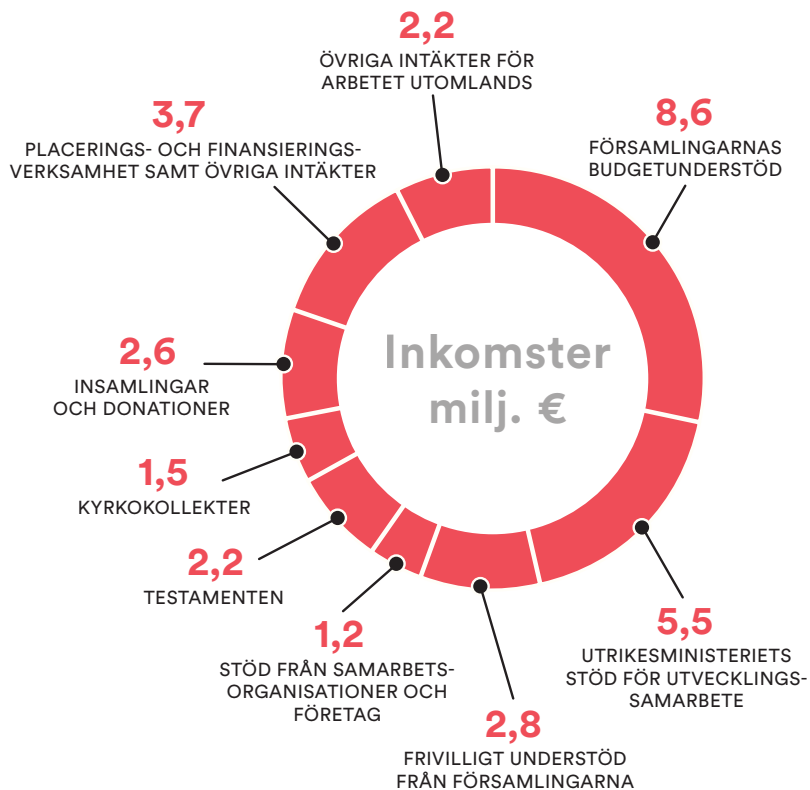 2,2
ÖVRIGA INTÄKTER FÖR
ARBETET UTOMLANDS
8,6
FÖRSAMLINGARNAS
BUDGETUNDERSTÖD
3,7
PLACERINGS- OCH FINANSIERINGS-
VERKSAMHET SAMT ÖVRIGA INTÄKTER
Inkomster
milj. €
2,6
INSAMLINGAR
OCH DONATIONER
1,5
KYRKOKOLLEKTER
2,2
TESTAMENTEN
1,2
STÖD FRÅN SAMARBETS-
ORGANISATIONER OCH
FÖRETAG
2,8
FRIVILLIGT UNDERSTÖD
FRÅN FÖRSAMLINGARNA
5,5
UTRIKESMINISTERIETS
STÖD FÖR UTVECKLINGS-
SAMARBETE